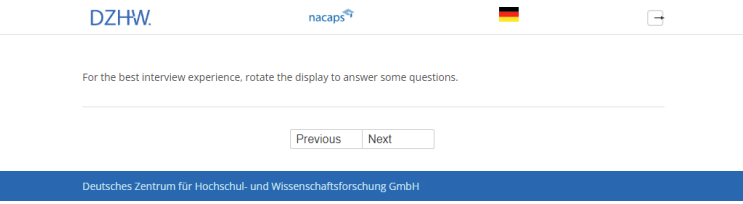 DZHW.
nacaps
For the best interview experience, rotate the display to answer some questions.
Previous Next
Deutsches Zentrum für Hochschul- und Wissenschaftsforschung GmbH